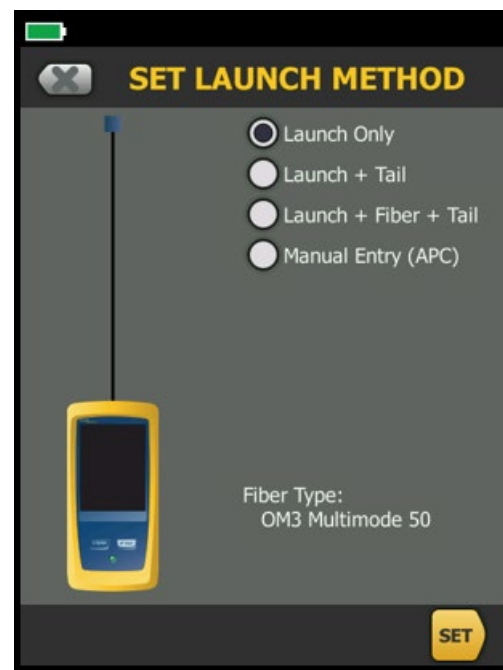 SET LAUNCH METHOD
Launch Only
Launch + Tail
Launch + Fiber + Tail
Manual Entry (APC)
Fiber Type:
OM3 Multimode 50
SET